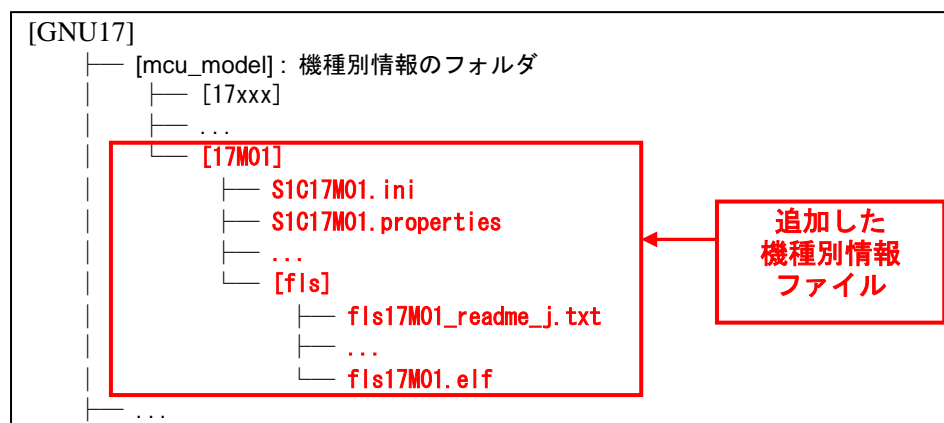 [GNU17]
├── [mcu_model] : 機種別情報のフォルダ
│ ├── [17xxx]
│ ├── ...
│ └── [17M01]
│ ├── S1C17M01.ini
│ ├── S1C17M01.properties
│ ├── ...
│ └── [fls]
│ ├── fls17M01_readme_j.txt
│ ├── ...
│ └── fls17M01.elf
├── ...
追加した
機種別情報
ファイル